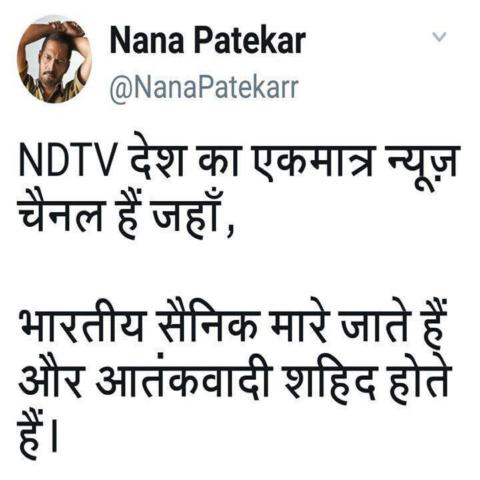 Nana Patekar
@NanaPatekarr
NDTV देश का एकमात्र न्यूज़
चैनल हैं जहाँ,
भारतीय सैनिक मारे जाते हैं
और आतंकवादी शहिद होते
हैं।